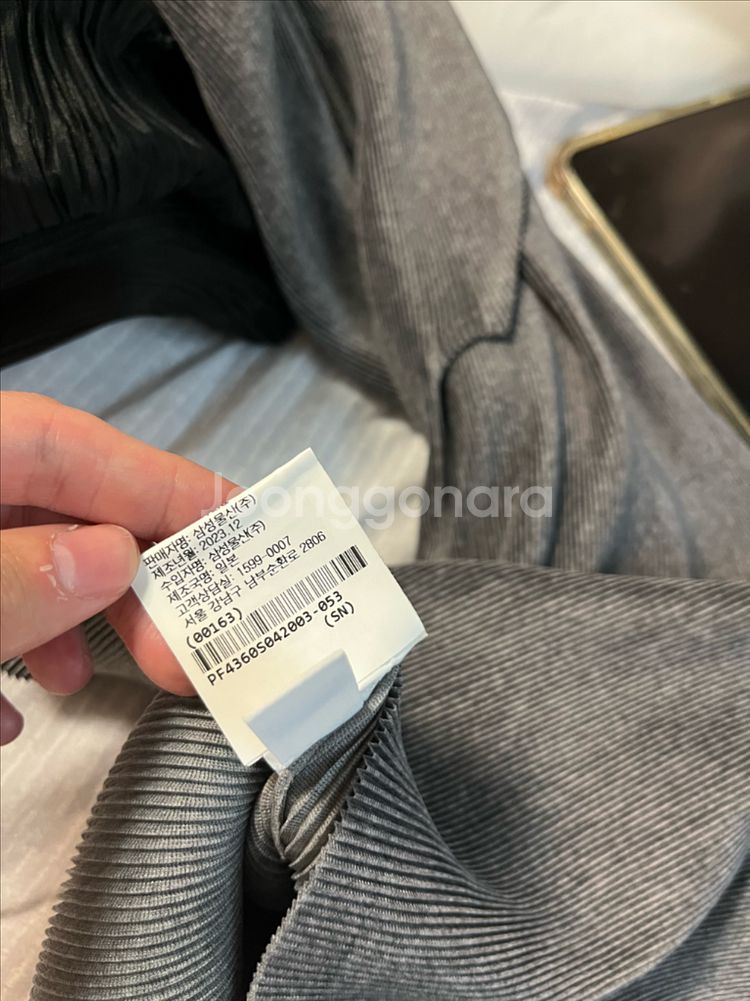 Joonggonara
판매자명: 삼성물산(주)
제조년월: 2023.12
수입자명: 삼성물산(주)
제조국명: 일본
고객상담실: 1599-0007
서울 강남구 남부순환로 2806
(00163)
PF4360S042003-053
(SN)